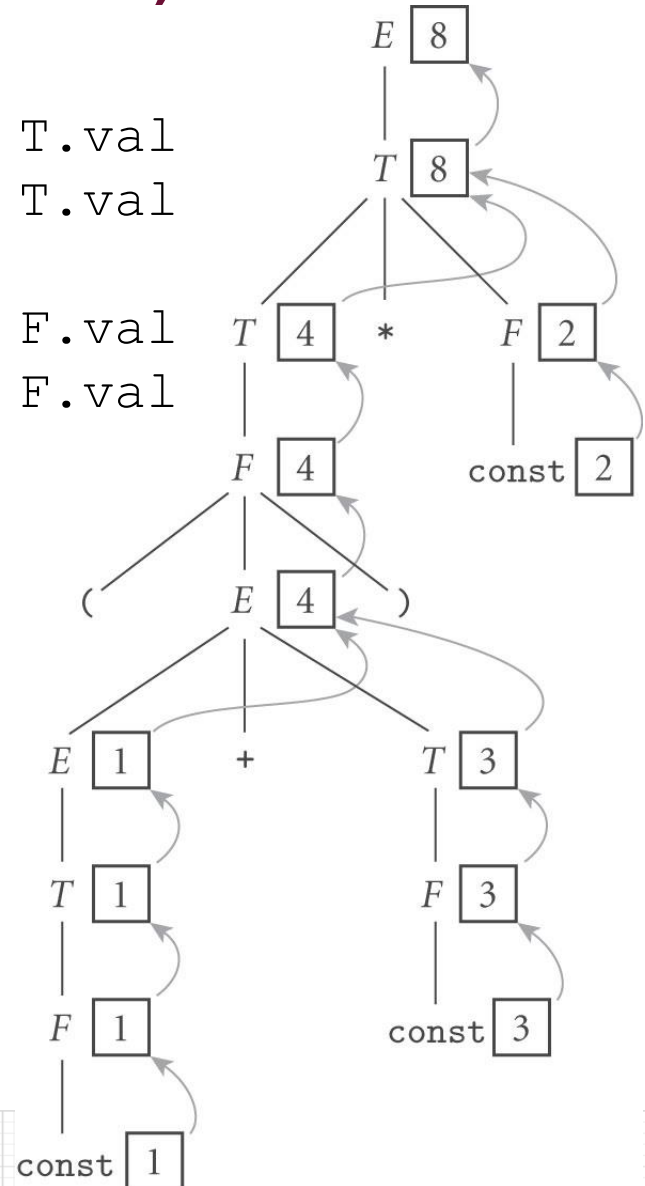 E 8
T.val
T 8
T.val
F.val
T 4 * F 2
F.val
F 4 const 2
( E 4 )
E 1 + T 3
T 1 F 3
F 1 const 3
const 1